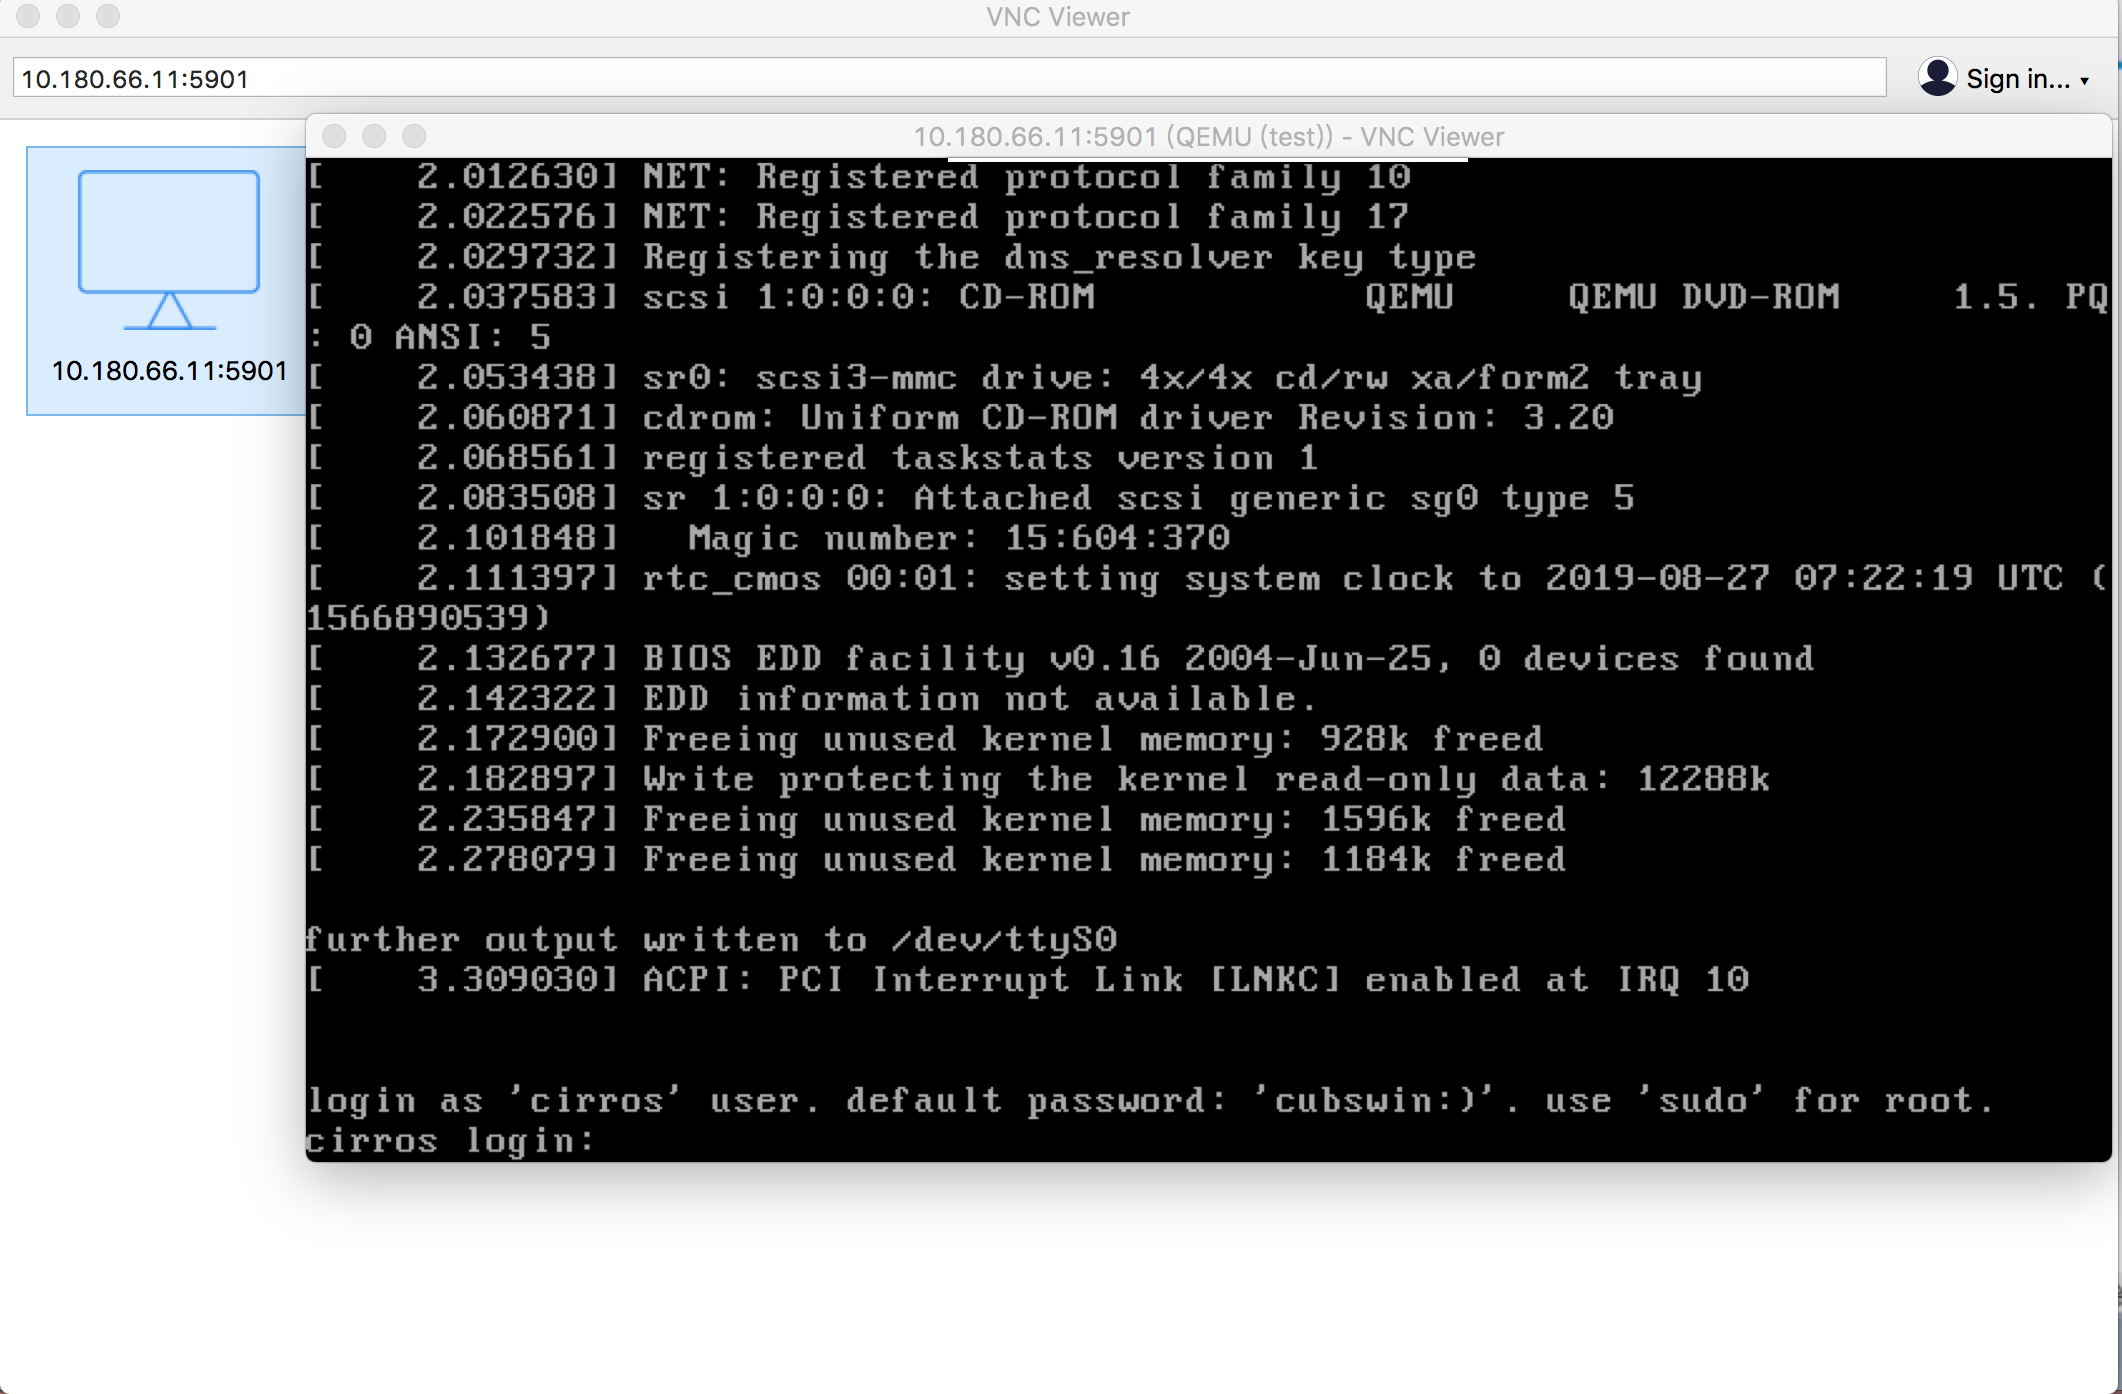 VNC Viewer
10.180.66.11:5901
Sign in...
10.180.66.11:5901
10.180.66.11:5901 (QEMU (test)) - VNC Viewer
[    2.012630] NET: Registered protocol family 10
[    2.022576] NET: Registered protocol family 17
[    2.029732] Registering the dns_resolver key type
[    2.037583] scsi 1:0:0:0: CD-ROM            QEMU     QEMU DVD-ROM     1.5. PQ
: 0 ANSI: 5
[    2.053438] sr0: scsi3-mmc drive: 4x/4x cd/rw xa/form2 tray
[    2.060871] cdrom: Uniform CD-ROM driver Revision: 3.20
[    2.068561] registered taskstats version 1
[    2.083508] sr 1:0:0:0: Attached scsi generic sg0 type 5
[    2.101848]   Magic number: 15:604:370
[    2.111397] rtc_cmos 00:01: setting system clock to 2019-08-27 07:22:19 UTC (
1566890539)
[    2.132677] BIOS EDD facility v0.16 2004-Jun-25, 0 devices found
[    2.142322] EDD information not available.
[    2.172900] Freeing unused kernel memory: 928k freed
[    2.182897] Write protecting the kernel read-only data: 12288k
[    2.235847] Freeing unused kernel memory: 1596k freed
[    2.278079] Freeing unused kernel memory: 1184k freed
further output written to /dev/ttyS0
[    3.309030] ACPI: PCI Interrupt Link [LNKC] enabled at IRQ 10
login as 'cirros' user. default password: 'cubswin:)'. use 'sudo' for root.
cirros login: